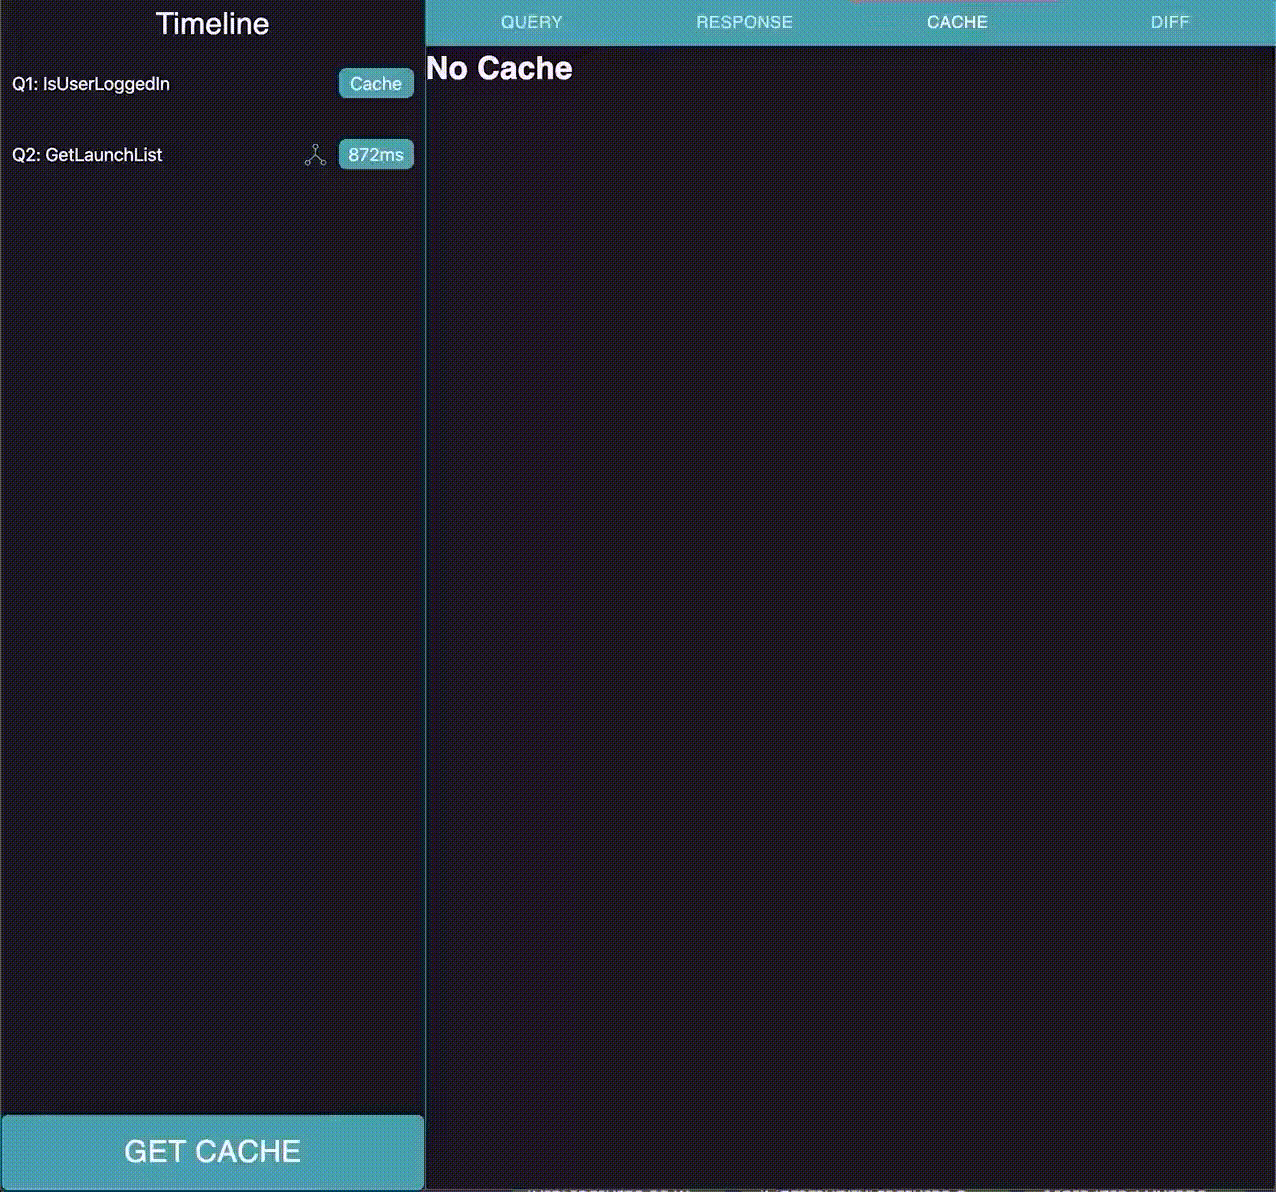 Timeline
QUERY RESPONSE CACHE DIFF
No Cache
Q1: IsUserLoggedIn Cache
Q2: GetLaunchList 872ms
GET CACHE